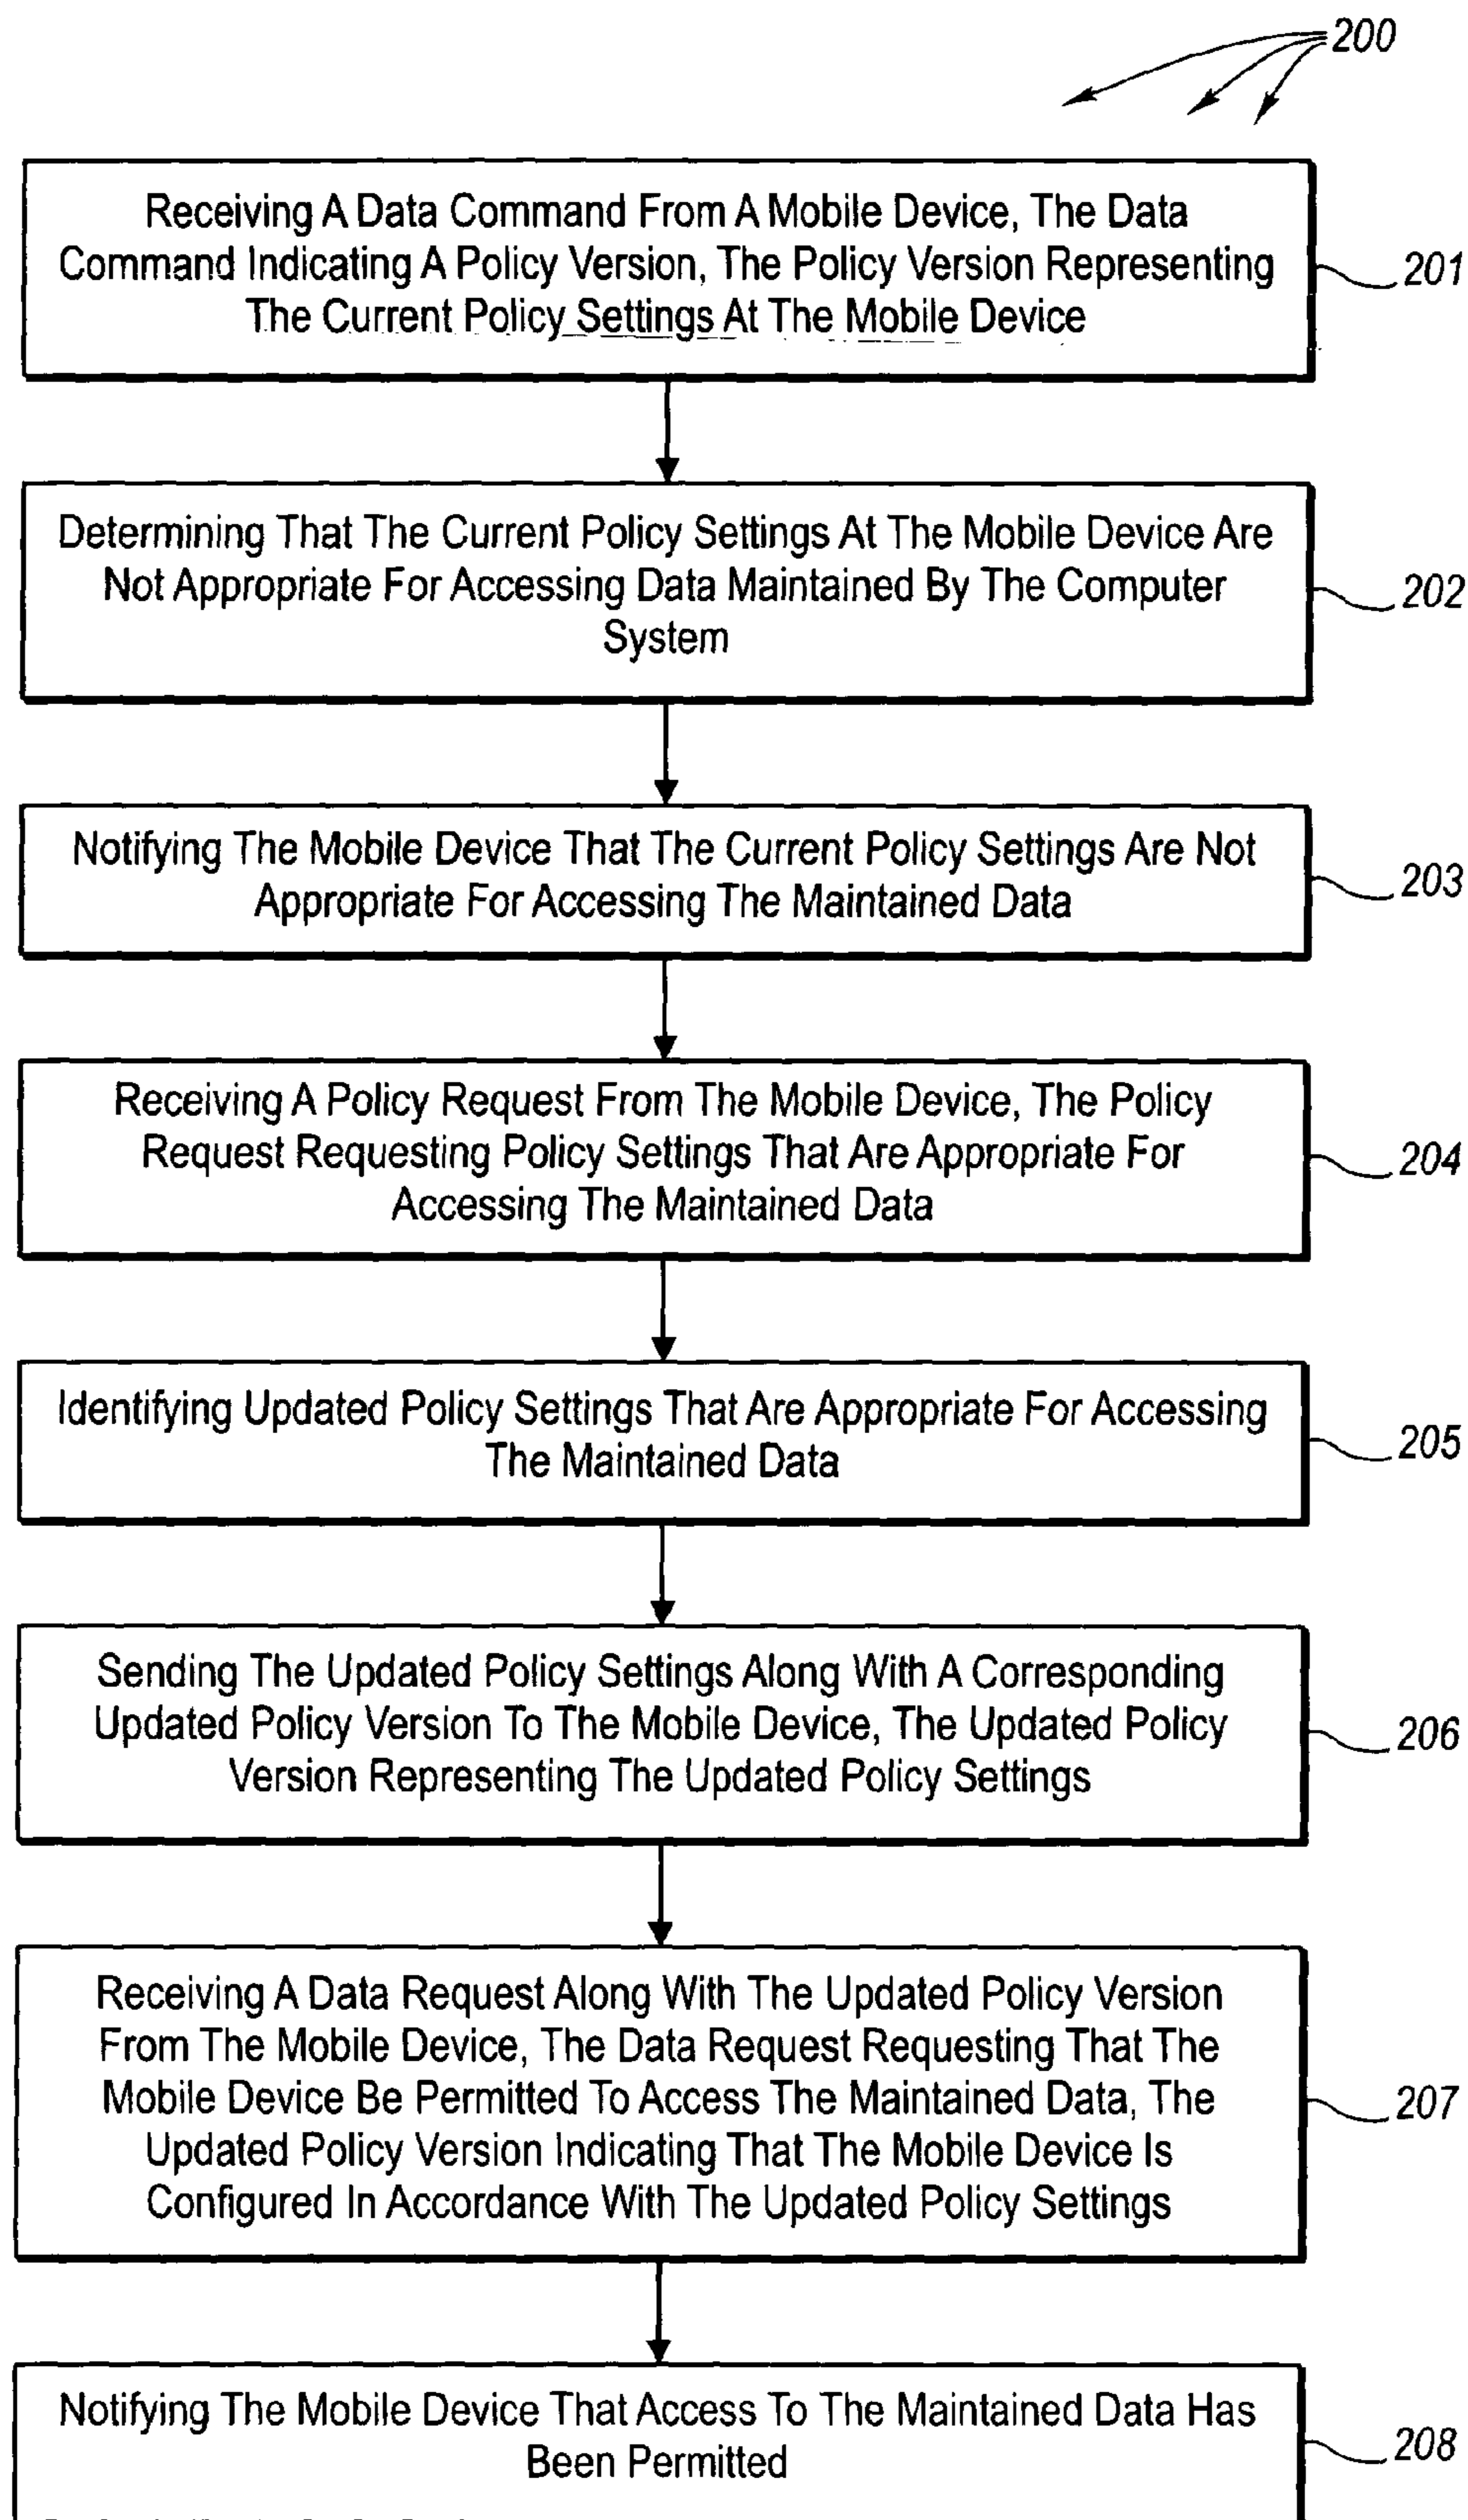 200
Receiving A Data Command From A Mobile Device, The Data
Command Indicating A Policy Version, The Policy Version Representing
The Current Policy Settings At The Mobile Device
201
Determining That The Current Policy Settings At The Mobile Device Are
Not Appropriate For Accessing Data Maintained By The Computer
System
202
Notifying The Mobile Device That The Current Policy Settings Are Not
Appropriate For Accessing The Maintained Data
203
Receiving A Policy Request From The Mobile Device, The Policy
Request Requesting Policy Settings That Are Appropriate For
Accessing The Maintained Data
204
Identifying Updated Policy Settings That Are Appropriate For Accessing
The Maintained Data
205
Sending The Updated Policy Settings Along With A Corresponding
Updated Policy Version To The Mobile Device, The Updated Policy
Version Representing The Updated Policy Settings
206
Receiving A Data Request Along With The Updated Policy Version
From The Mobile Device, The Data Request Requesting That The
Mobile Device Be Permitted To Access The Maintained Data, The
Updated Policy Version Indicating That The Mobile Device Is
Configured In Accordance With The Updated Policy Settings
207
Notifying The Mobile Device That Access To The Maintained Data Has
Been Permitted
208